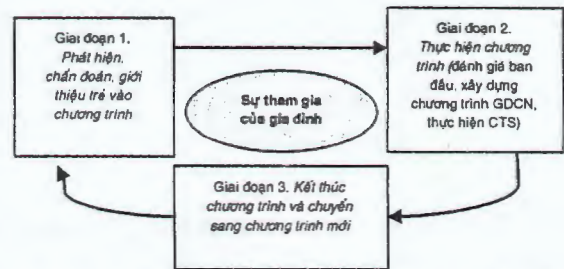 Giai đoạn 1.
Phát hiện,
chẩn đoán, giới
thiệu trẻ vào
chương trình
Sự tham gia
của gia đình
Giai đoạn 2.
Thực hiện chương
trình (đánh giá ban
đầu, xây dựng
chương trình GDCN,
thực hiện CTS)
Giai đoạn 3. Kết thúc
chương trình và chuyển
sang chương trình mới